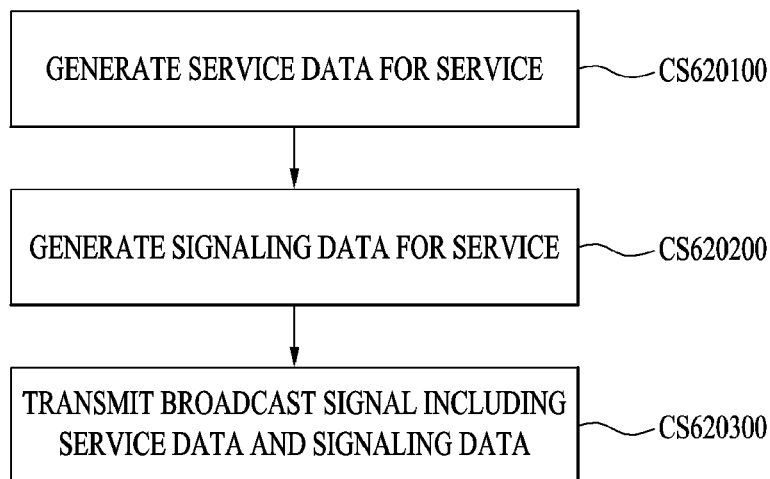 GENERATE SERVICE DATA FOR SERVICE
CS620100
GENERATE SIGNALING DATA FOR SERVICE
CS620200
TRANSMIT BROADCAST SIGNAL INCLUDING
SERVICE DATA AND SIGNALING DATA
CS620300